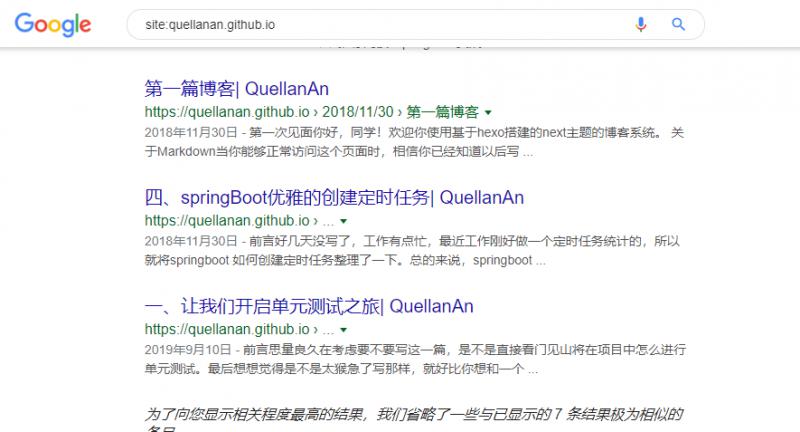 Google
site:quellanan.github.io
第一篇博客| QuellanAn
https://quellanan.github.io › 2018/11/30 › 第一篇博客
2018年11月30日 - 第一次见面你好，同学！欢迎你使用基于hexo搭建的next主题的博客系统。 关
于Markdown当你能够正常访问这个页面时，相信你已经知道以后写 ...
四、springBoot优雅的创建定时任务| QuellanAn
https://quellanan.github.io › ...
2018年11月30日 - 前言好几天没写了，工作有点忙，最近工作刚好做一个定时任务统计的，所以
就将springboot 如何创建定时任务整理了一下。总的来说，springboot ...
一、让我们开启单元测试之旅| QuellanAn
https://quellanan.github.io › ...
2019年9月10日 - 前言思量良久在考虑要不要写这一篇，是不是直接看门见山将在项目中怎么进行
单元测试。最后想想觉得是不是太猴急了写那样，就好比你想和一个 ...
为了向您显示相关程度最高的结果，我们省略了一些与已显示的 7 条结果极为相似的